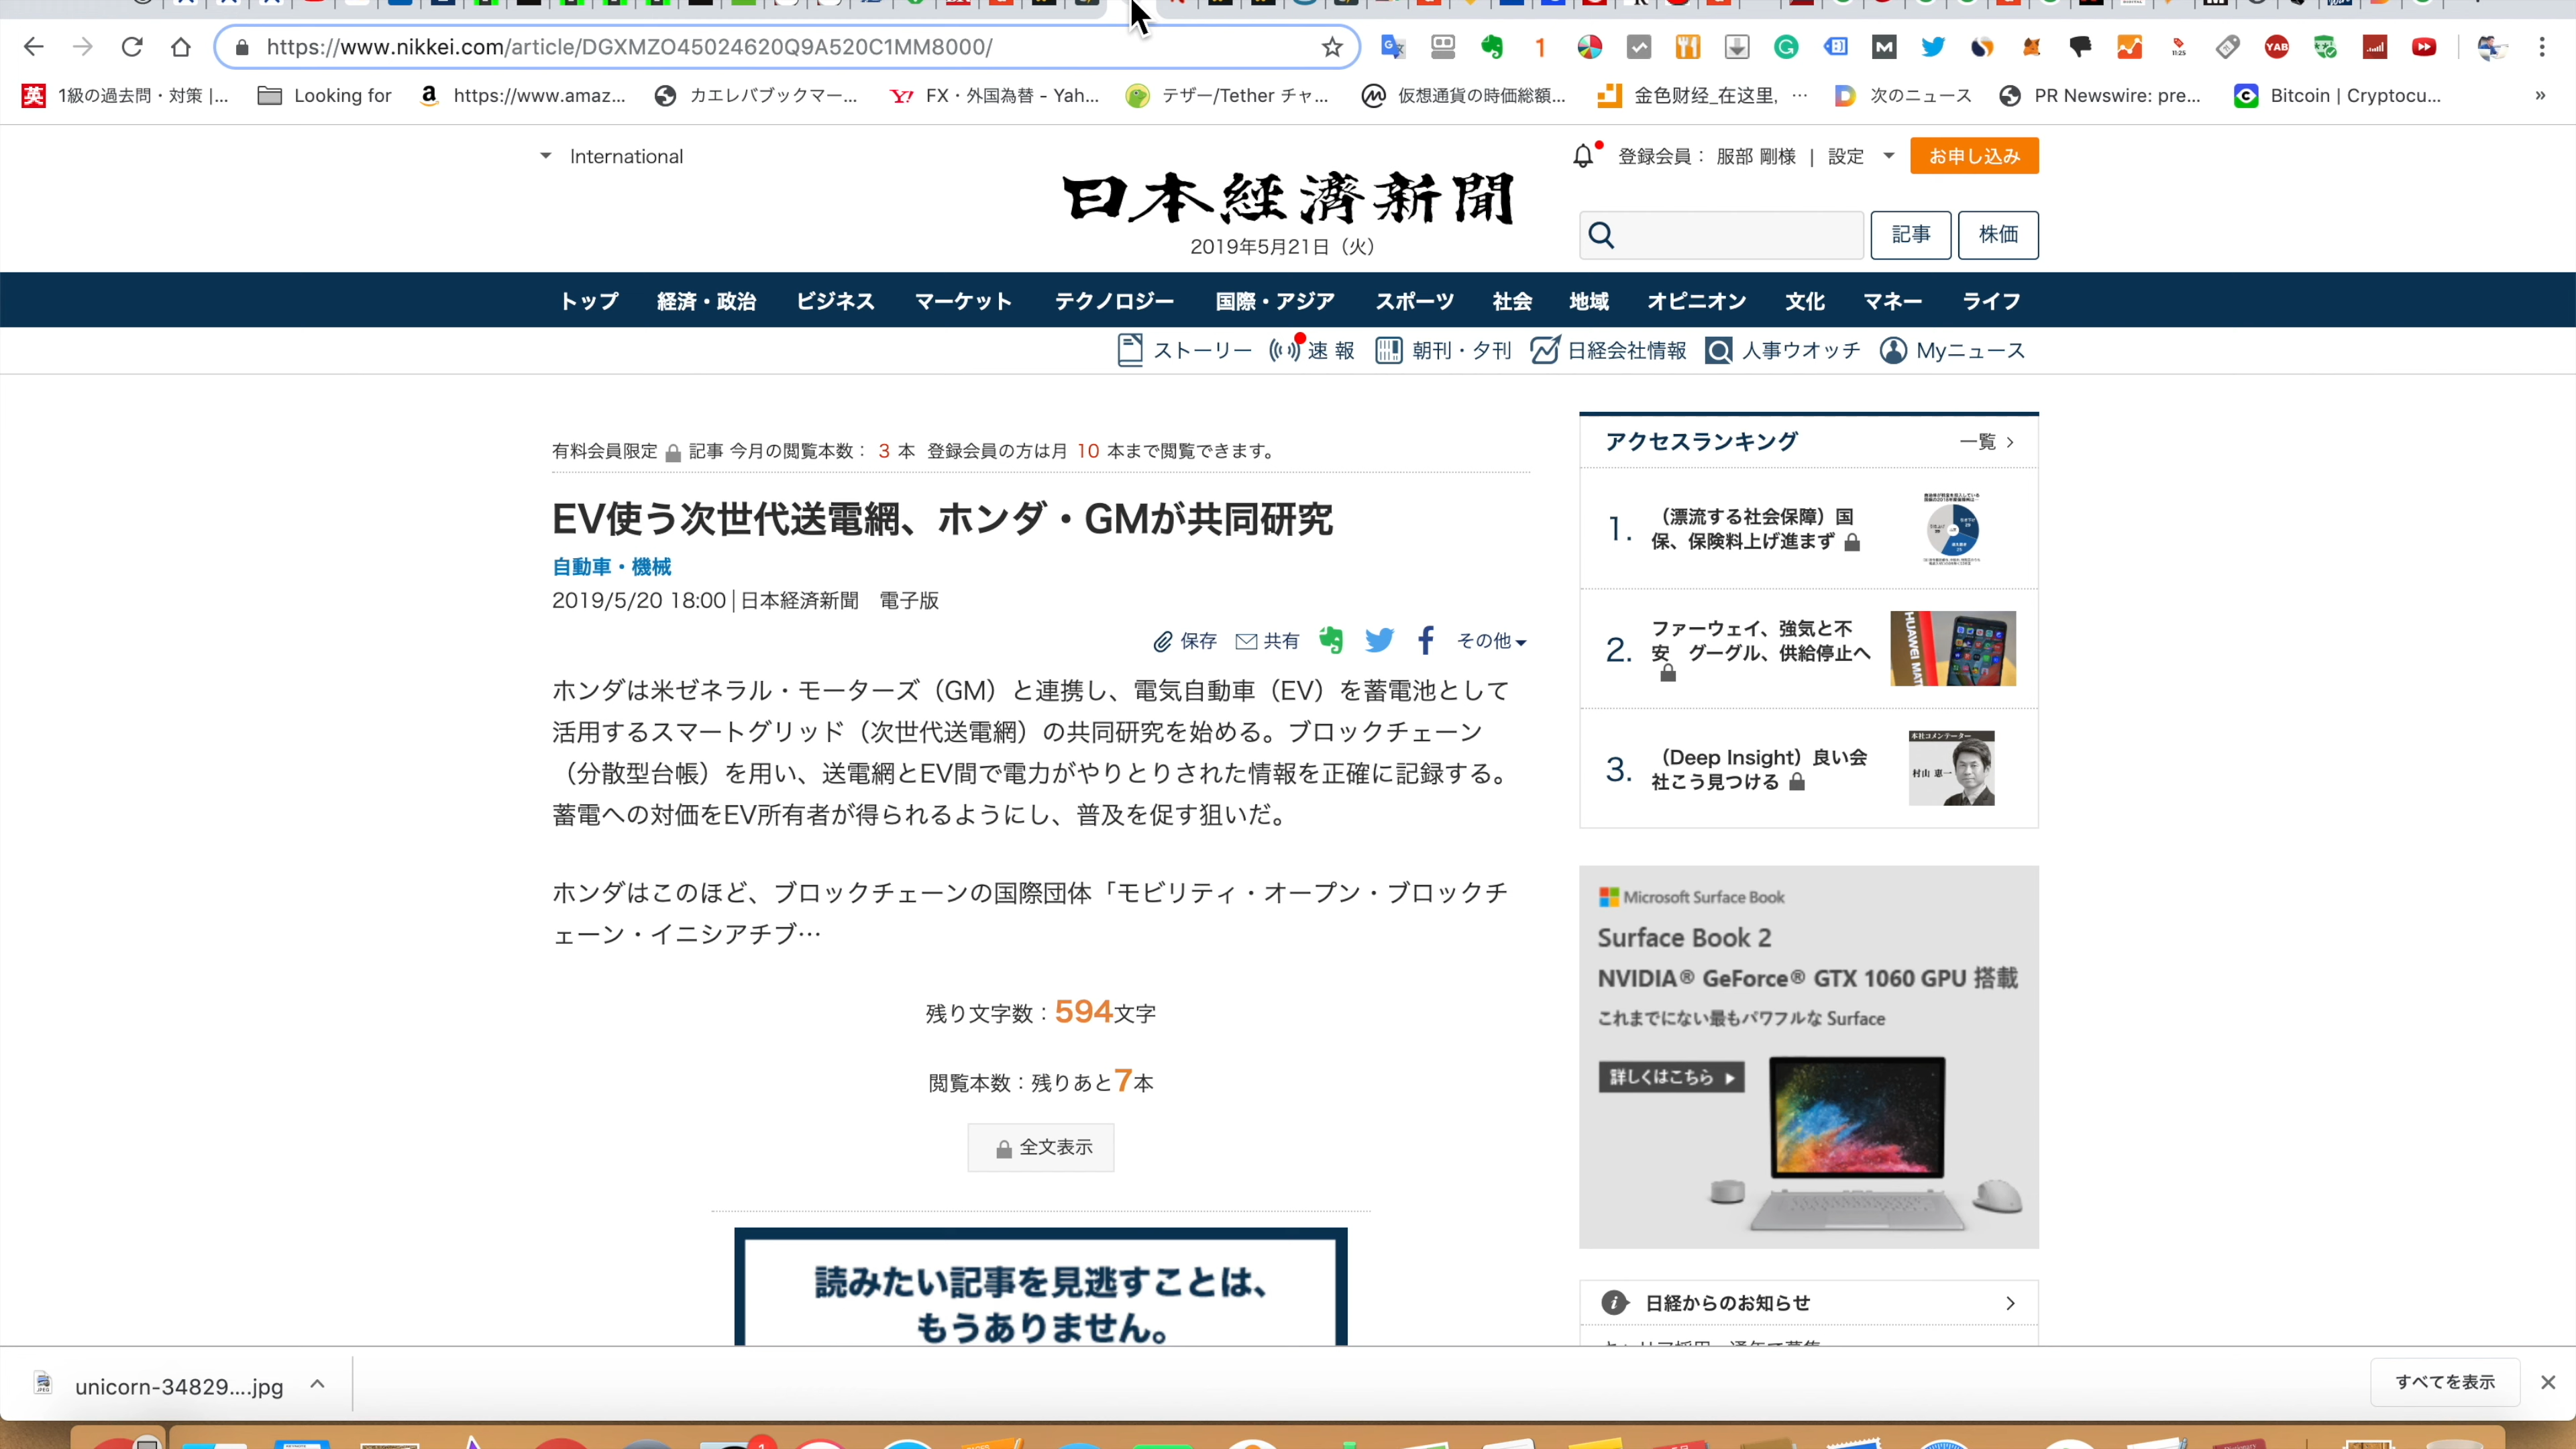 https://www.nikkei.com/article/DGXMZO45024620Q9A520C1MM8000/
1級の過去問・対策 |...
Looking for
https://www.amaz...
カエレバブックマー...
FX・外国為替 - Yah...
テザー/Tether チャ...
仮想通貨の時価総額...
金色财经_在这里, ...
次のニュース
PR Newswire: pre...
Bitcoin | Cryptocu...
International
登録会員： 服部 剛様 | 設定
お申し込み
日本経済新聞
2019年5月21日（火）
記事
株価
トップ 経済・政治 ビジネス マーケット テクノロジー 国際・アジア スポーツ 社会 地域 オピニオン 文化 マネー ライフ
ストーリー 速 報 朝刊・夕刊 日経会社情報 人事ウオッチ Myニュース
有料会員限定 記事 今月の閲覧本数： 3 本 登録会員の方は月 10 本まで閲覧できます。
EV使う次世代送電網、ホンダ・GMが共同研究
自動車・機械
2019/5/20 18:00|日本経済新聞 電子版
保存 共有 その他
ホンダは米ゼネラル・モーターズ（GM）と連携し、電気自動車（EV）を蓄電池として
活用するスマートグリッド（次世代送電網）の共同研究を始める。ブロックチェーン
（分散型台帳）を用い、送電網とEV間で電力がやりとりされた情報を正確に記録する。
蓄電への対価をEV所有者が得られるようにし、普及を促す狙いだ。
ホンダはこのほど、ブロックチェーンの国際団体「モビリティ・オープン・ブロックチ
ェーン・イニシアチブ…
残り文字数：594文字
閲覧本数：残りあと7本
全文表示
読みたい記事を見逃すことは、
もうありません。
アクセスランキング
一覧
1.
（漂流する社会保障）国
保、保険料上げ進まず
2.
ファーウェイ、強気と不
安 グーグル、供給停止へ
HUAWEI MAT
3.
（Deep Insight）良い会
社こう見つける
本社コメンテーター
村山 恵一
Microsoft Surface Book
Surface Book 2
NVIDIA® GeForce® GTX 1060 GPU 搭載
これまでにない最もパワフルな Surface
詳しくはこちら
日経からのお知らせ
unicorn-34829....jpg
すべてを表示